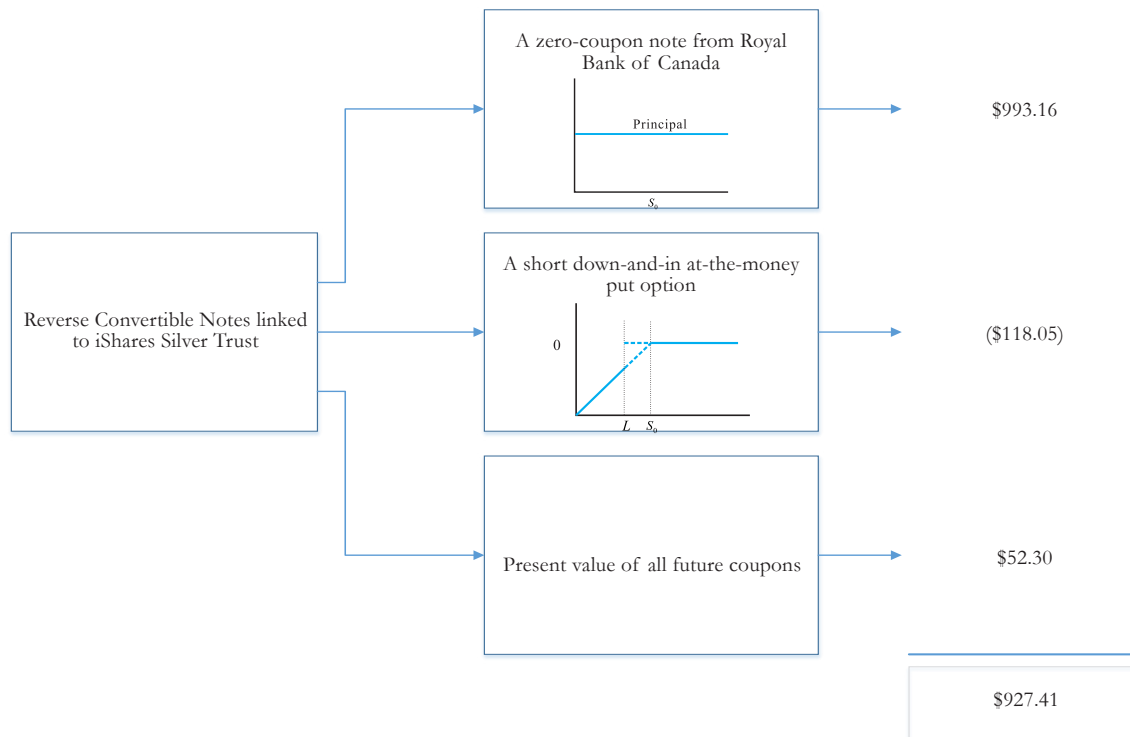 A zero-coupon note from Royal
Bank of Canada
Principal
S₀
$993.16
Reverse Convertible Notes linked
to iShares Silver Trust
A short down-and-in at-the-money
put option
0
L S₀
($118.05)
Present value of all future coupons
$52.30
$927.41